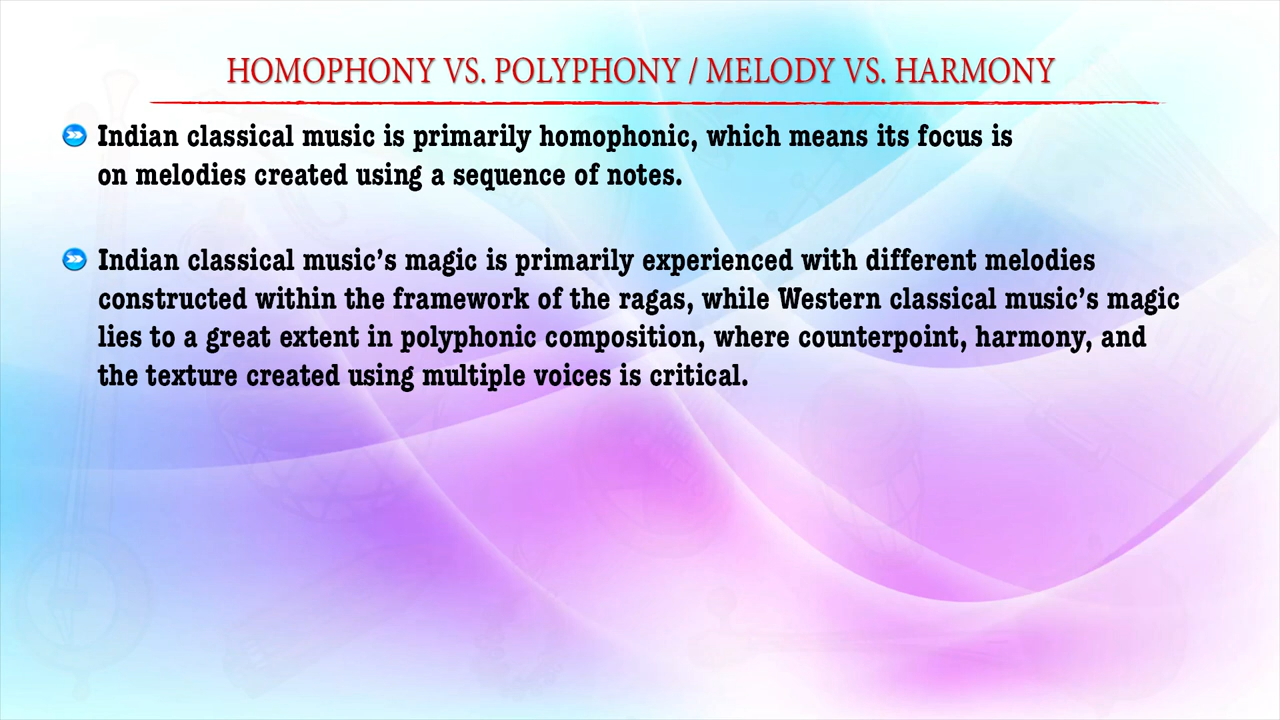 HOMOPHONY VS. POLYPHONY / MELODY VS. HARMONY
Indian classical music is primarily homophonic, which means its focus is
on melodies created using a sequence of notes.
Indian classical music’s magic is primarily experienced with different melodies
constructed within the framework of the ragas, while Western classical music’s magic
lies to a great extent in polyphonic composition, where counterpoint, harmony, and
the texture created using multiple voices is critical.